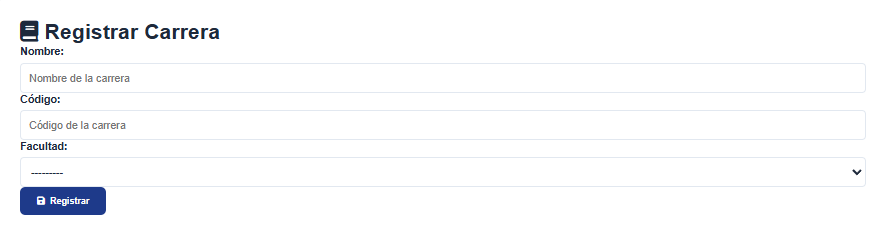 Registrar Carrera
Nombre:
Nombre de la carrera
Código:
Código de la carrera
Facultad:
---------
Registrar